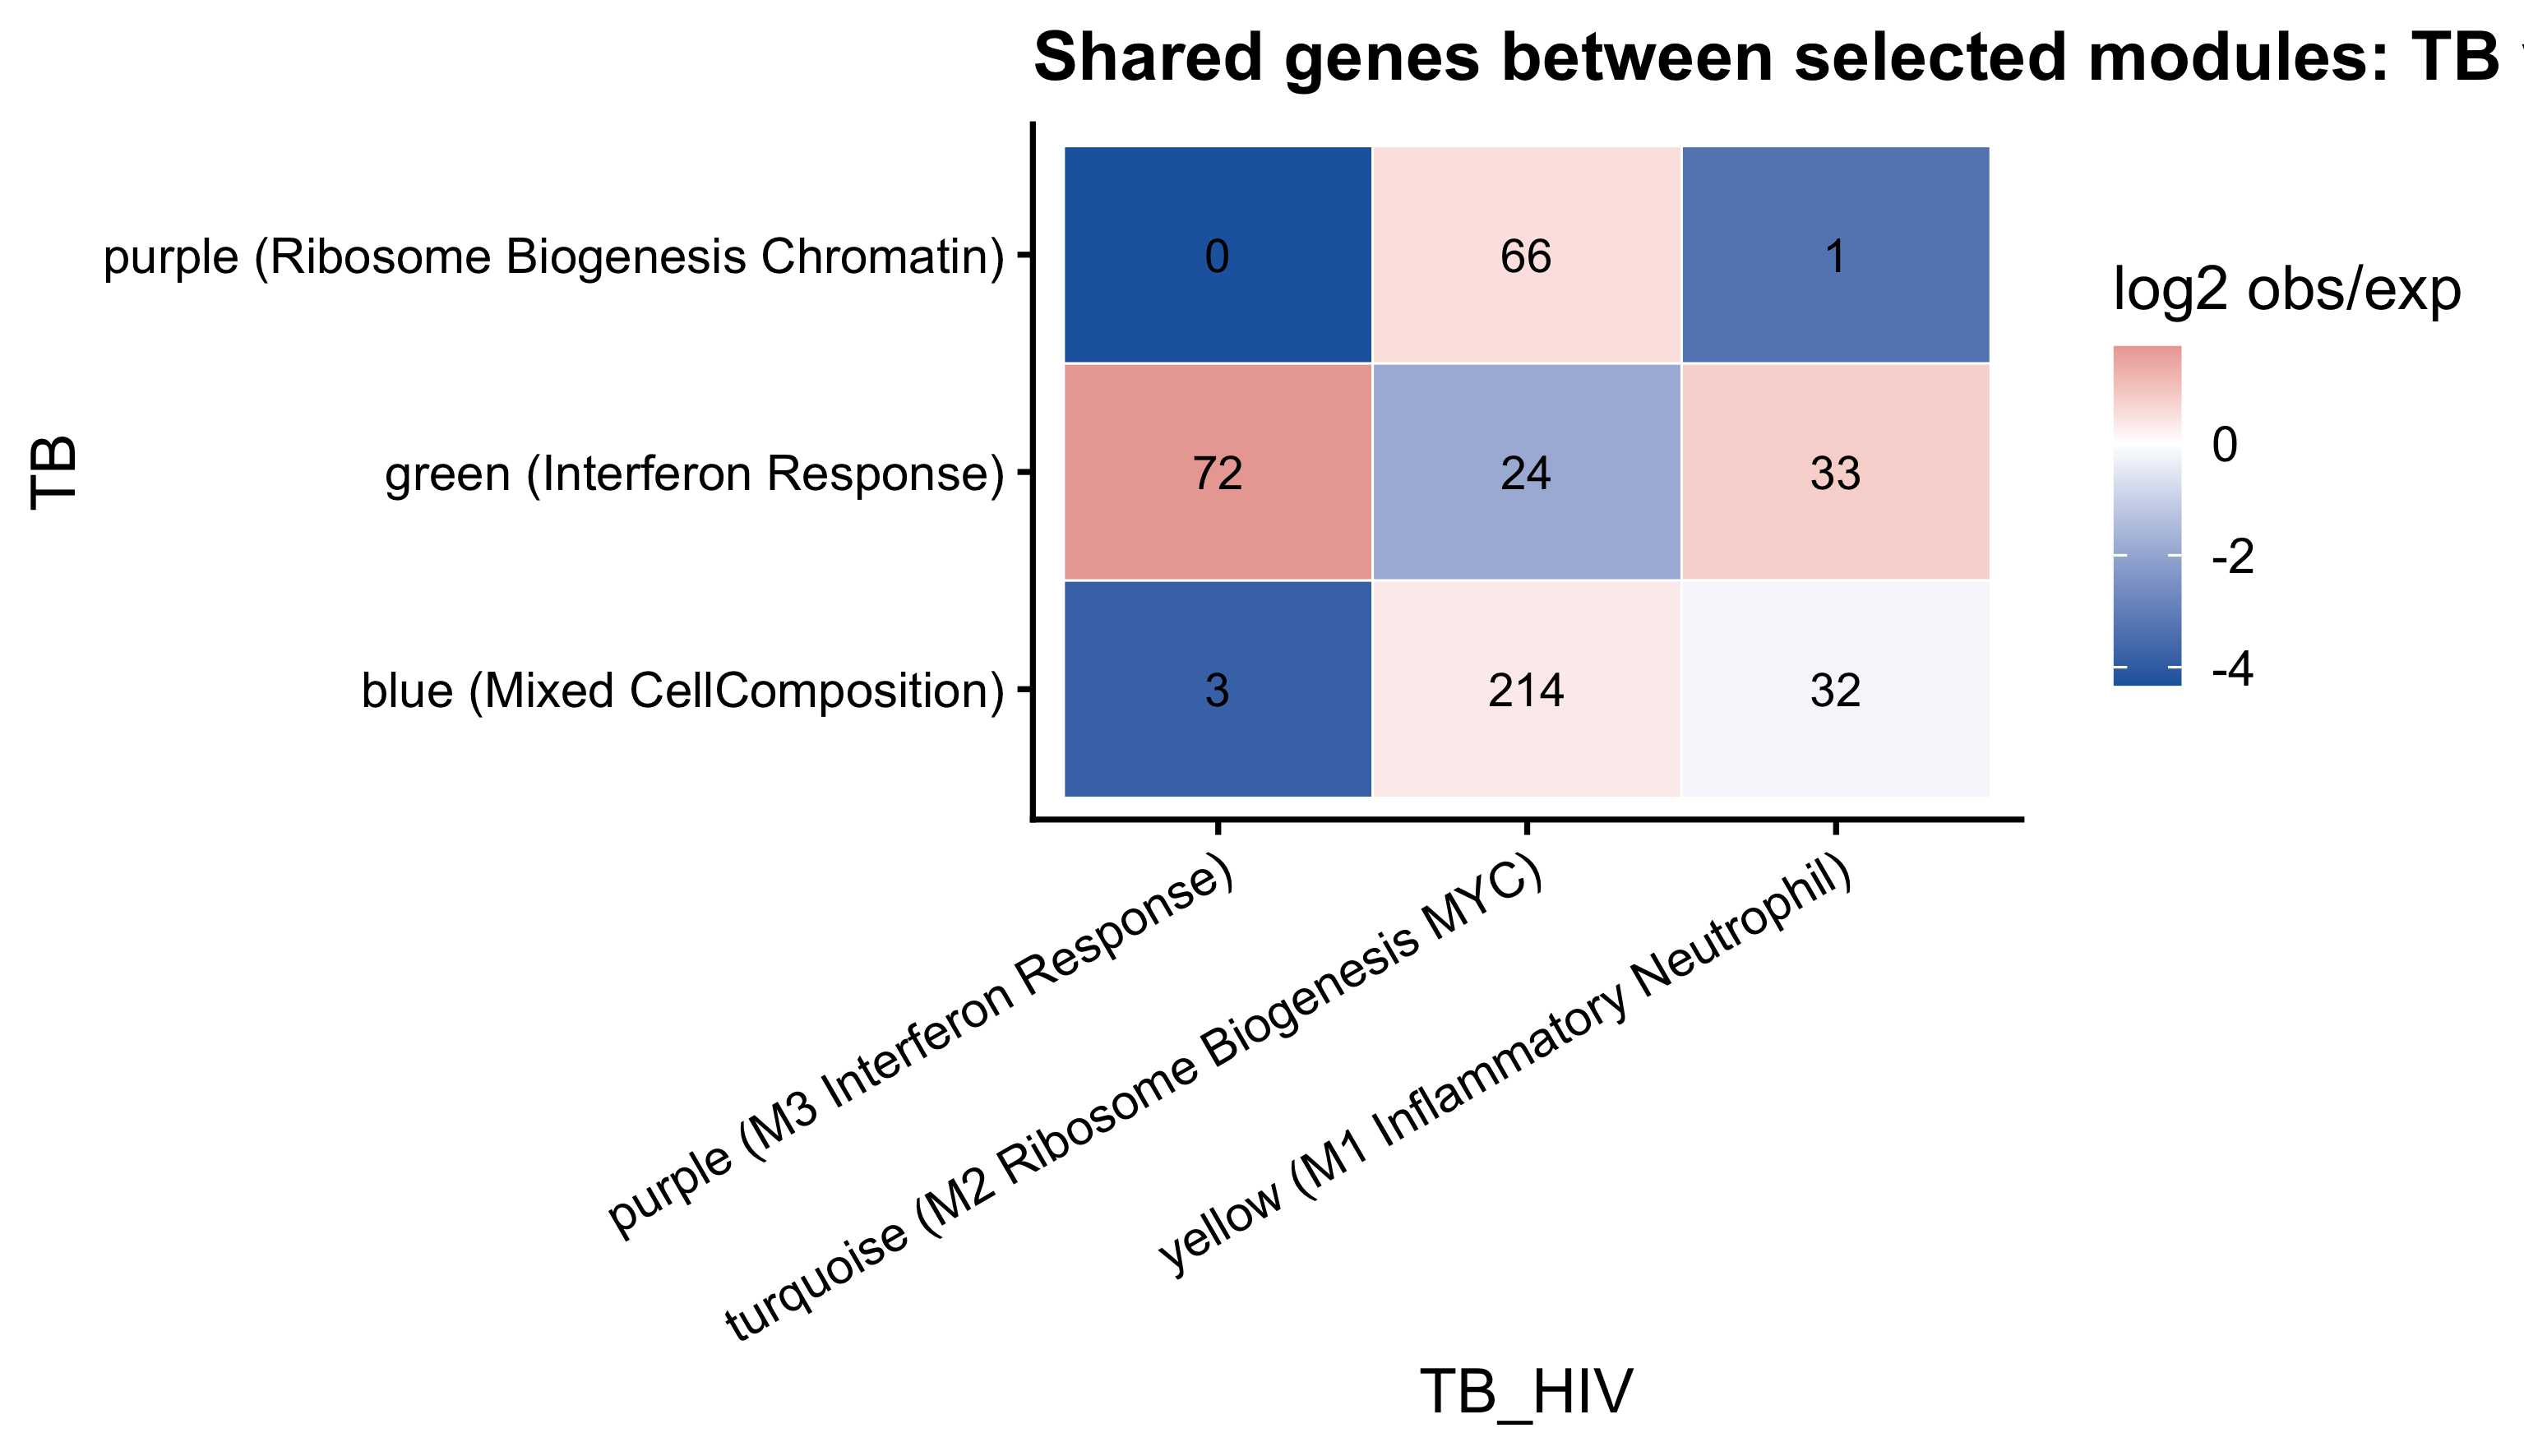 Shared genes between selected modules: TB
TB
purple (Ribosome Biogenesis Chromatin)
0
66
1
green (Interferon Response)
72
24
33
blue (Mixed CellComposition)
3
214
32
purple (M3 Interferon Response)
turquoise (M2 Ribosome Biogenesis MYC)
yellow (M1 Inflammatory Neutrophil)
TB_HIV
log2 obs/exp
0
-2
-4